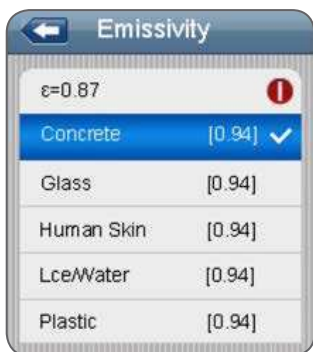 Emissivity
ε=0.87
Concrete [0.94]
Glass [0.94]
Human Skin [0.94]
Lce/Water [0.94]
Plastic [0.94]